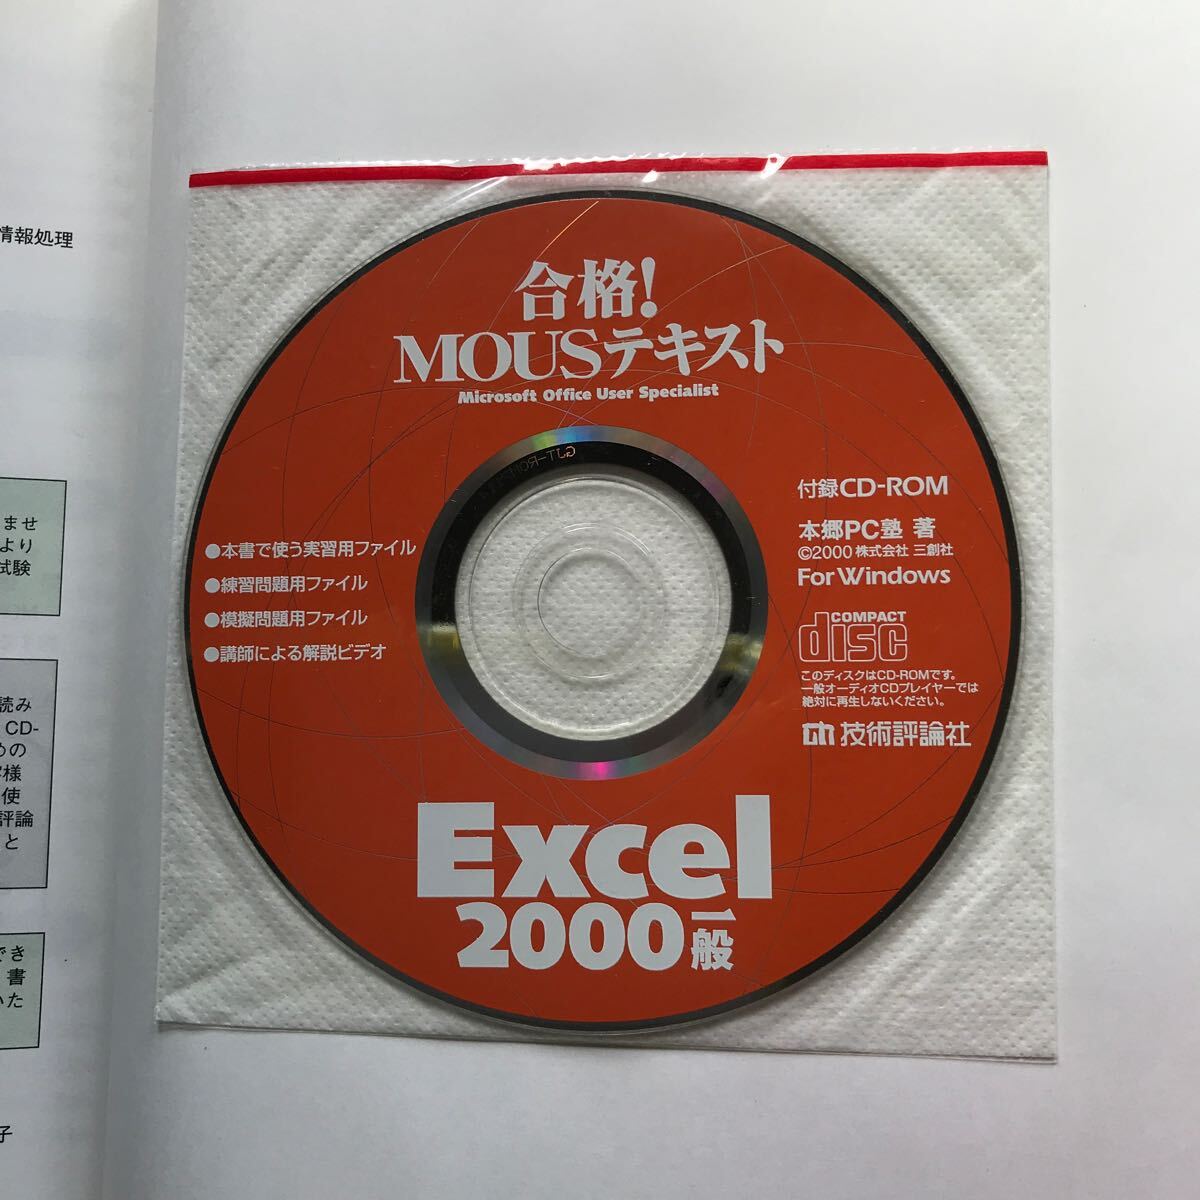 情報処理
ませ
より
試験
読み
CD-
めの
様
使
評論
と
でき
書
いた
子
合格!
MOUSテキスト
Microsoft Office User Specialist
●本書で使う実習用ファイル
●練習問題用ファイル
●模擬問題用ファイル
●講師による解説ビデオ
付録CD-ROM
本郷PC塾 著
©2000 株式会社 三創社
For Windows
COMPACT
disc
このディスクはCD-ROMです。
一般オーディオCDプレイヤーでは
絶対に再生しないください。
技術評論社
Excel
2000一般